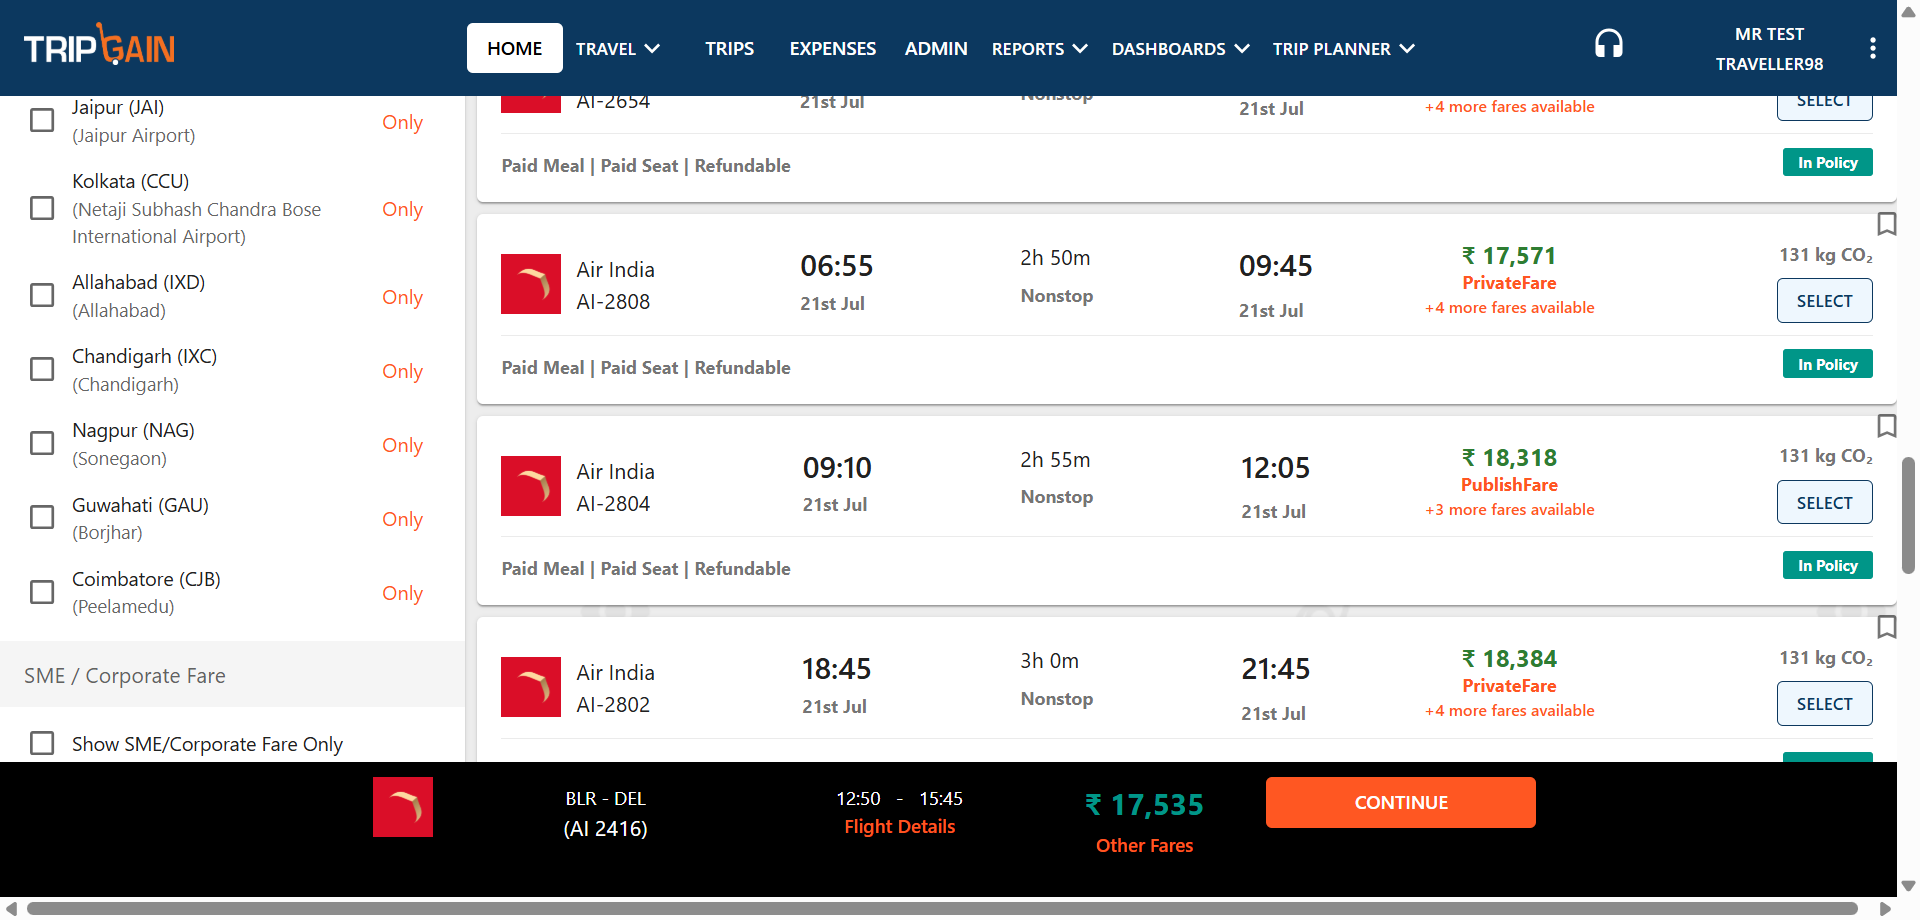 TRIPGAIN
HOME TRAVEL TRIPS EXPENSES ADMIN REPORTS DASHBOARDS TRIP PLANNER
MR TEST
TRAVELLER98
Jaipur (JAI)
(Jaipur Airport)
Only
Kolkata (CCU)
(Netaji Subhash Chandra Bose
International Airport)
Only
Allahabad (IXD)
(Allahabad)
Only
Chandigarh (IXC)
(Chandigarh)
Only
Nagpur (NAG)
(Sonegaon)
Only
Guwahati (GAU)
(Borjhar)
Only
Coimbatore (CJB)
(Peelamedu)
Only
SME / Corporate Fare
Show SME/Corporate Fare Only
AI-2654
21st Jul
Nonstop
21st Jul
+4 more fares available
SELECT
Paid Meal | Paid Seat | Refundable
In Policy
Air India
AI-2808
06:55
21st Jul
2h 50m
Nonstop
09:45
21st Jul
₹ 17,571
PrivateFare
+4 more fares available
131 kg CO₂
SELECT
Paid Meal | Paid Seat | Refundable
In Policy
Air India
AI-2804
09:10
21st Jul
2h 55m
Nonstop
12:05
21st Jul
₹ 18,318
PublishFare
+3 more fares available
131 kg CO₂
SELECT
Paid Meal | Paid Seat | Refundable
In Policy
Air India
AI-2802
18:45
21st Jul
3h 0m
Nonstop
21:45
21st Jul
₹ 18,384
PrivateFare
+4 more fares available
131 kg CO₂
SELECT
BLR - DEL
(AI 2416)
12:50 - 15:45
Flight Details
₹ 17,535
Other Fares
CONTINUE